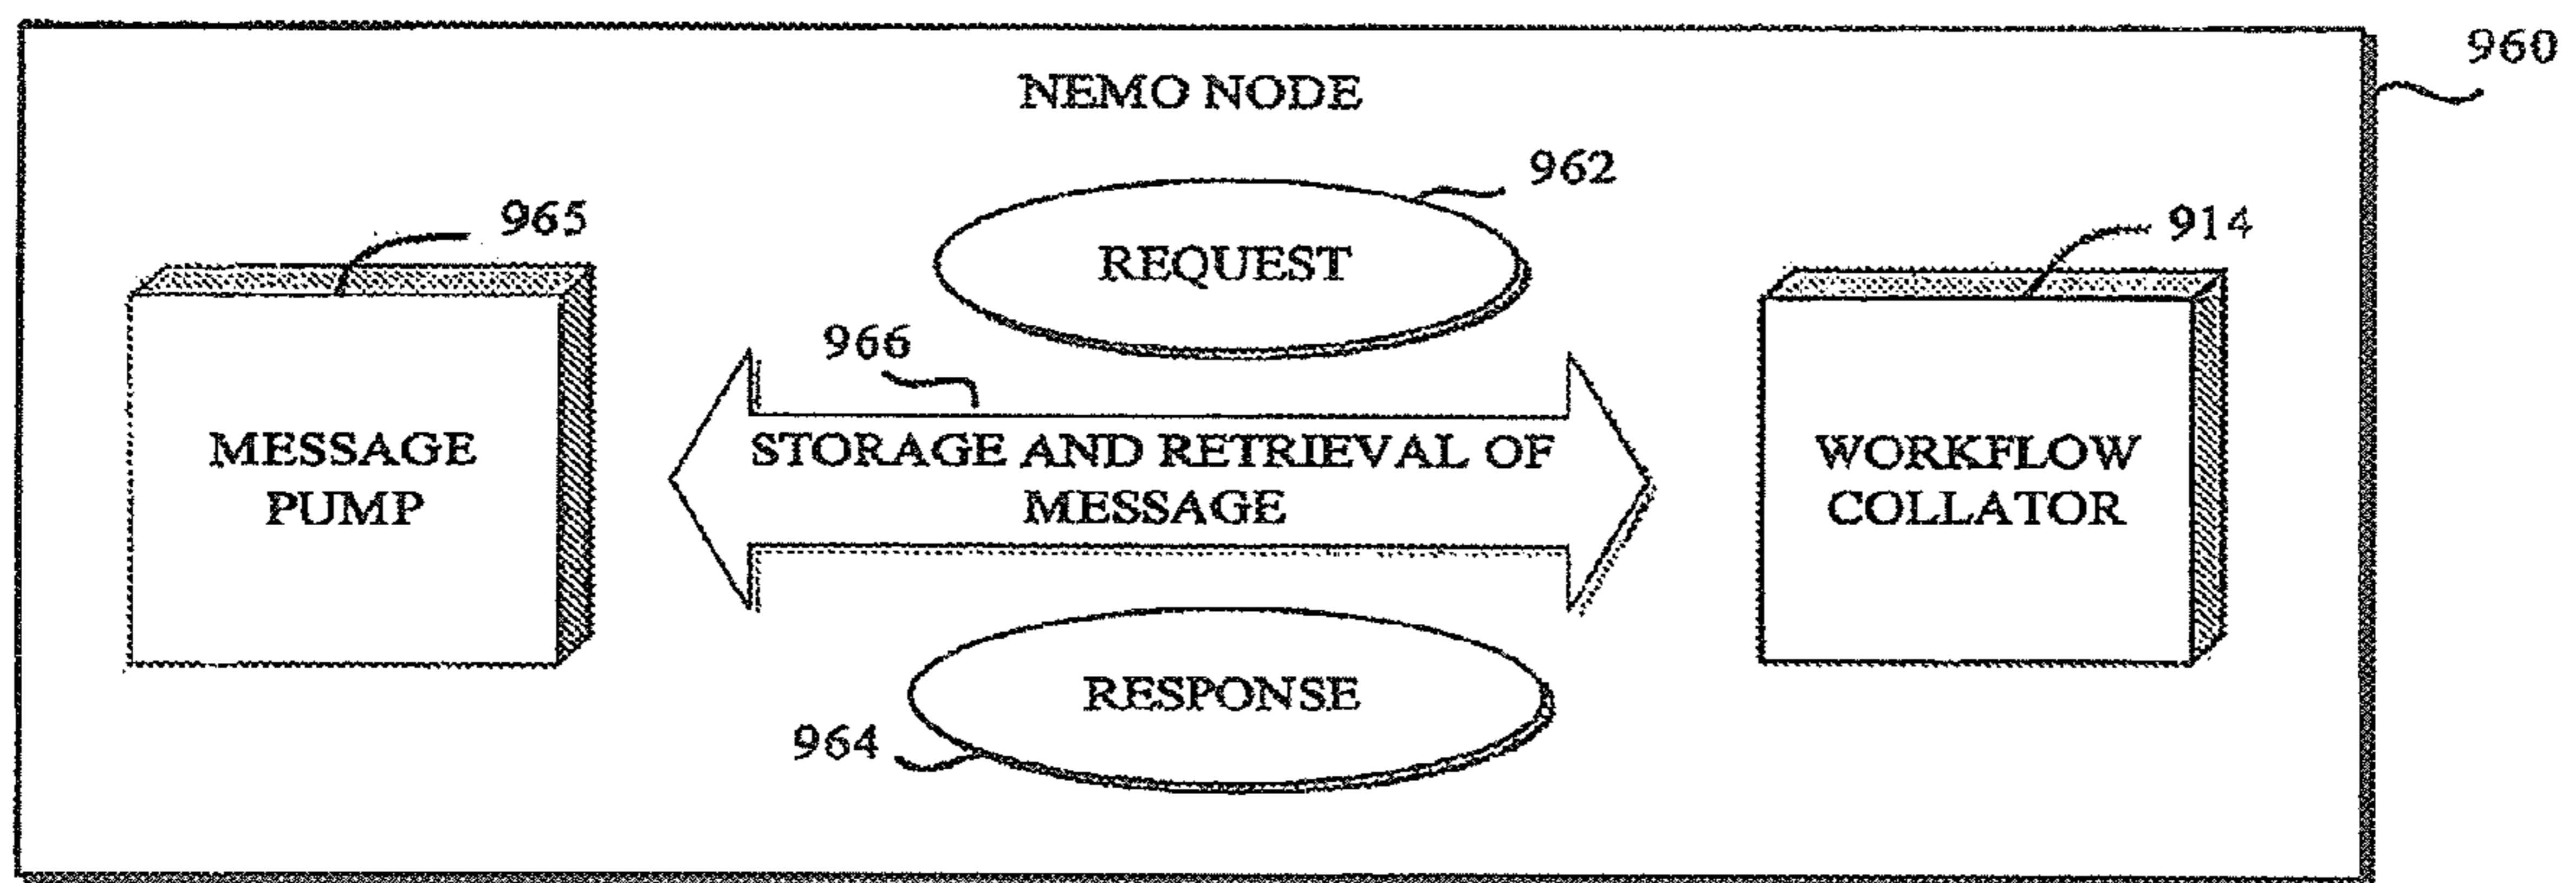 960
NEMO NODE
962
965
914
REQUEST
966
MESSAGE
PUMP
STORAGE AND RETRIEVAL OF
MESSAGE
WORKFLOW
COLLATOR
RESPONSE
964